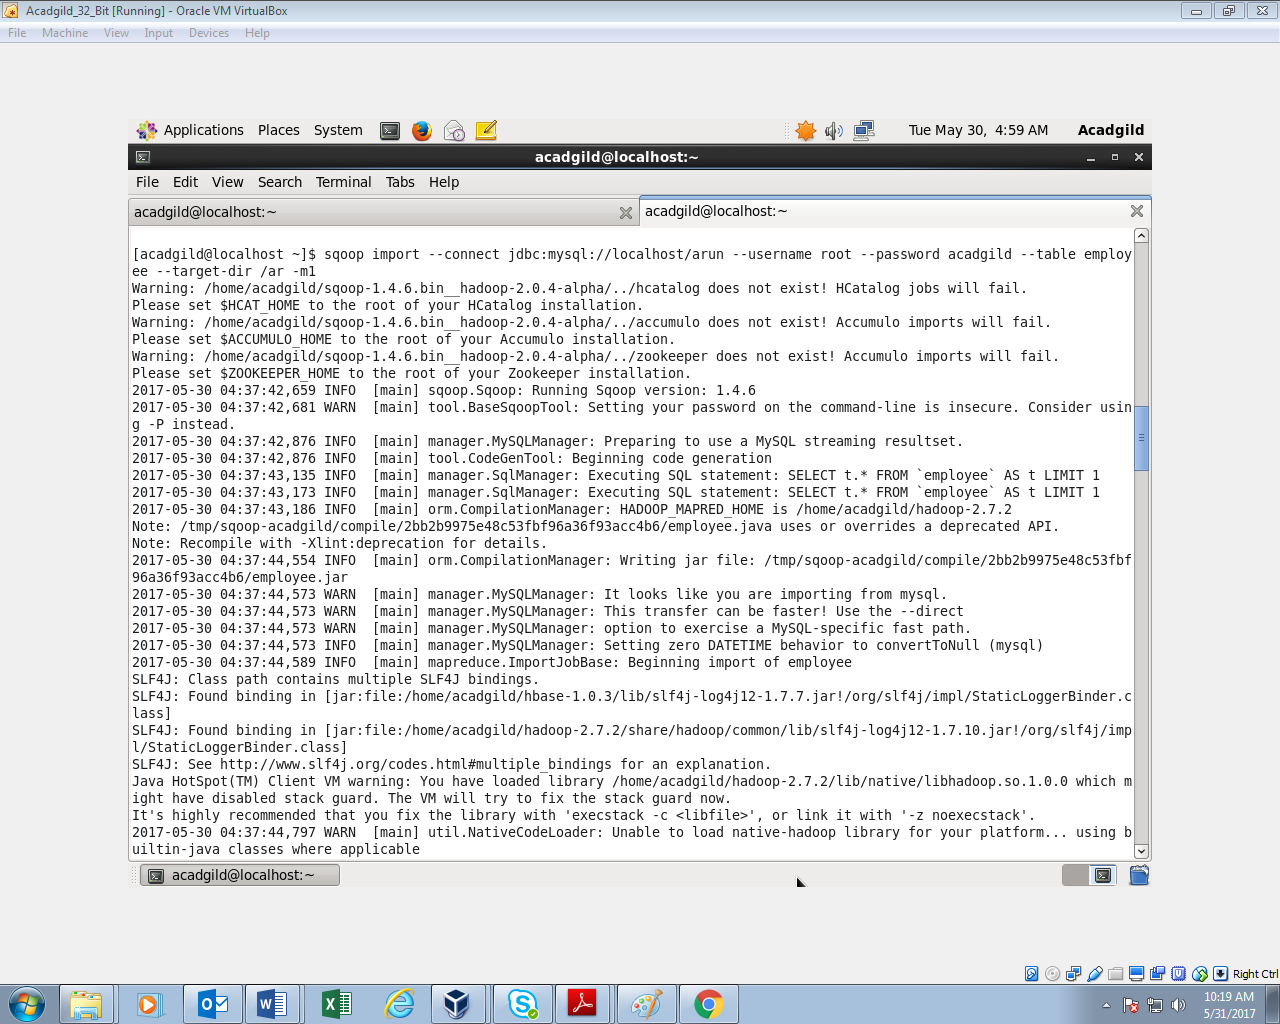 Acadgild_32_Bit [Running] - Oracle VM VirtualBox
File Machine View Input Devices Help
Applications Places System Tue May 30, 4:59 AM Acadgild
acadgild@localhost:~
File Edit View Search Terminal Tabs Help
acadgild@localhost:~ acadgild@localhost:~
[acadgild@localhost ~]$ sqoop import --connect jdbc:mysql://localhost/arun --username root --password acadgild --table employ
ee --target-dir /ar -m1
Warning: /home/acadgild/sqoop-1.4.6.bin__hadoop-2.0.4-alpha/../hcatalog does not exist! HCatalog jobs will fail.
Please set $HCAT_HOME to the root of your HCatalog installation.
Warning: /home/acadgild/sqoop-1.4.6.bin__hadoop-2.0.4-alpha/../accumulo does not exist! Accumulo imports will fail.
Please set $ACCUMULO_HOME to the root of your Accumulo installation.
Warning: /home/acadgild/sqoop-1.4.6.bin__hadoop-2.0.4-alpha/../zookeeper does not exist! Accumulo imports will fail.
Please set $ZOOKEEPER_HOME to the root of your Zookeeper installation.
2017-05-30 04:37:42,659 INFO  [main] sqoop.Sqoop: Running Sqoop version: 1.4.6
2017-05-30 04:37:42,681 WARN  [main] tool.BaseSqoopTool: Setting your password on the command-line is insecure. Consider usin
g -P instead.
2017-05-30 04:37:42,876 INFO  [main] manager.MySQLManager: Preparing to use a MySQL streaming resultset.
2017-05-30 04:37:42,876 INFO  [main] tool.CodeGenTool: Beginning code generation
2017-05-30 04:37:43,135 INFO  [main] manager.SqlManager: Executing SQL statement: SELECT t.* FROM `employee` AS t LIMIT 1
2017-05-30 04:37:43,173 INFO  [main] manager.SqlManager: Executing SQL statement: SELECT t.* FROM `employee` AS t LIMIT 1
2017-05-30 04:37:43,186 INFO  [main] orm.CompilationManager: HADOOP_MAPRED_HOME is /home/acadgild/hadoop-2.7.2
Note: /tmp/sqoop-acadgild/compile/2bb2b9975e48c53fbf96a36f93acc4b6/employee.java uses or overrides a deprecated API.
Note: Recompile with -Xlint:deprecation for details.
2017-05-30 04:37:44,554 INFO  [main] orm.CompilationManager: Writing jar file: /tmp/sqoop-acadgild/compile/2bb2b9975e48c53fbf
96a36f93acc4b6/employee.jar
2017-05-30 04:37:44,573 WARN  [main] manager.MySQLManager: It looks like you are importing from mysql.
2017-05-30 04:37:44,573 WARN  [main] manager.MySQLManager: This transfer can be faster! Use the --direct
2017-05-30 04:37:44,573 WARN  [main] manager.MySQLManager: option to exercise a MySQL-specific fast path.
2017-05-30 04:37:44,573 INFO  [main] manager.MySQLManager: Setting zero DATETIME behavior to convertToNull (mysql)
2017-05-30 04:37:44,589 INFO  [main] mapreduce.ImportJobBase: Beginning import of employee
SLF4J: Class path contains multiple SLF4J bindings.
SLF4J: Found binding in [jar:file:/home/acadgild/hbase-1.0.3/lib/slf4j-log4j12-1.7.7.jar!/org/slf4j/impl/StaticLoggerBinder.c
lass]
SLF4J: Found binding in [jar:file:/home/acadgild/hadoop-2.7.2/share/hadoop/common/lib/slf4j-log4j12-1.7.10.jar!/org/slf4j/imp
l/StaticLoggerBinder.class]
SLF4J: See http://www.slf4j.org/codes.html#multiple_bindings for an explanation.
Java HotSpot(TM) Client VM warning: You have loaded library /home/acadgild/hadoop-2.7.2/lib/native/libhadoop.so.1.0.0 which m
ight have disabled stack guard. The VM will try to fix the stack guard now.
It's highly recommended that you fix the library with 'execstack -c <libfile>', or link it with '-z noexecstack'.
2017-05-30 04:37:44,797 WARN  [main] util.NativeCodeLoader: Unable to load native-hadoop library for your platform... using b
uiltin-java classes where applicable
acadgild@localhost:~
Right Ctrl
10:19 AM
5/31/2017